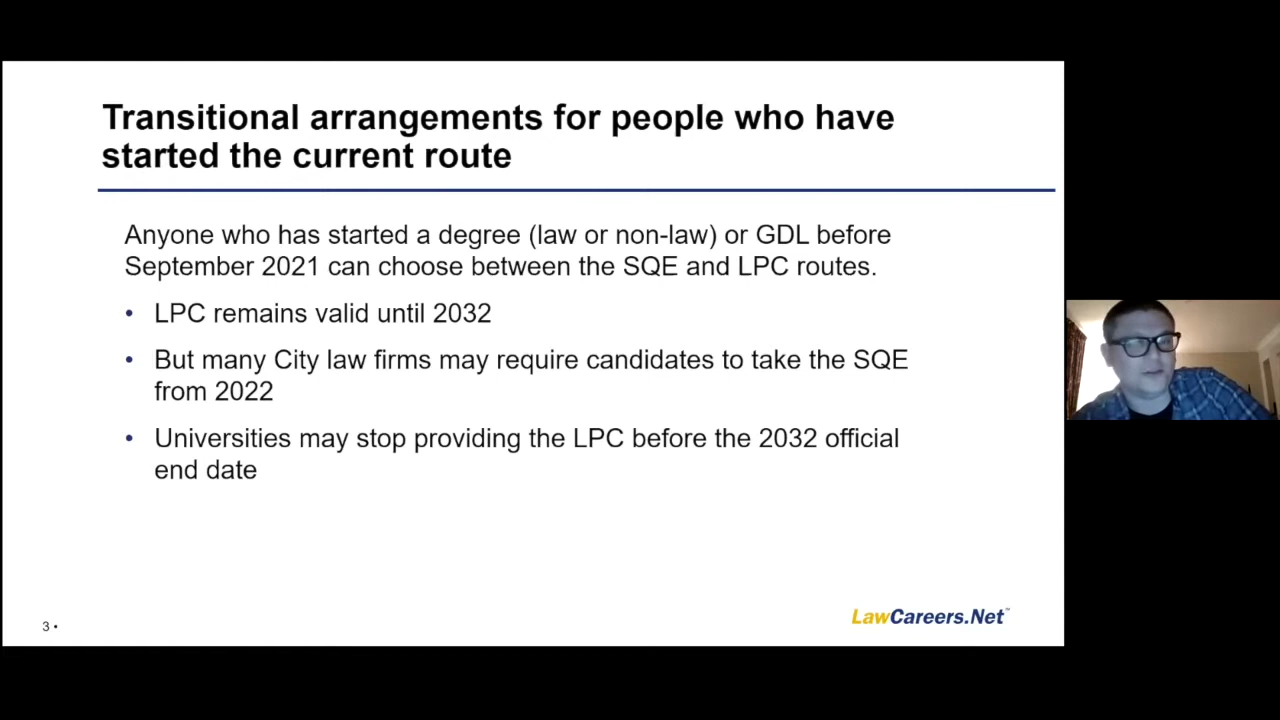 Transitional arrangements for people who have
started the current route
Anyone who has started a degree (law or non-law) or GDL before
September 2021 can choose between the SQE and LPC routes.
• LPC remains valid until 2032
• But many City law firms may require candidates to take the SQE
from 2022
• Universities may stop providing the LPC before the 2032 official
end date
3 •
LawCareers.Net™